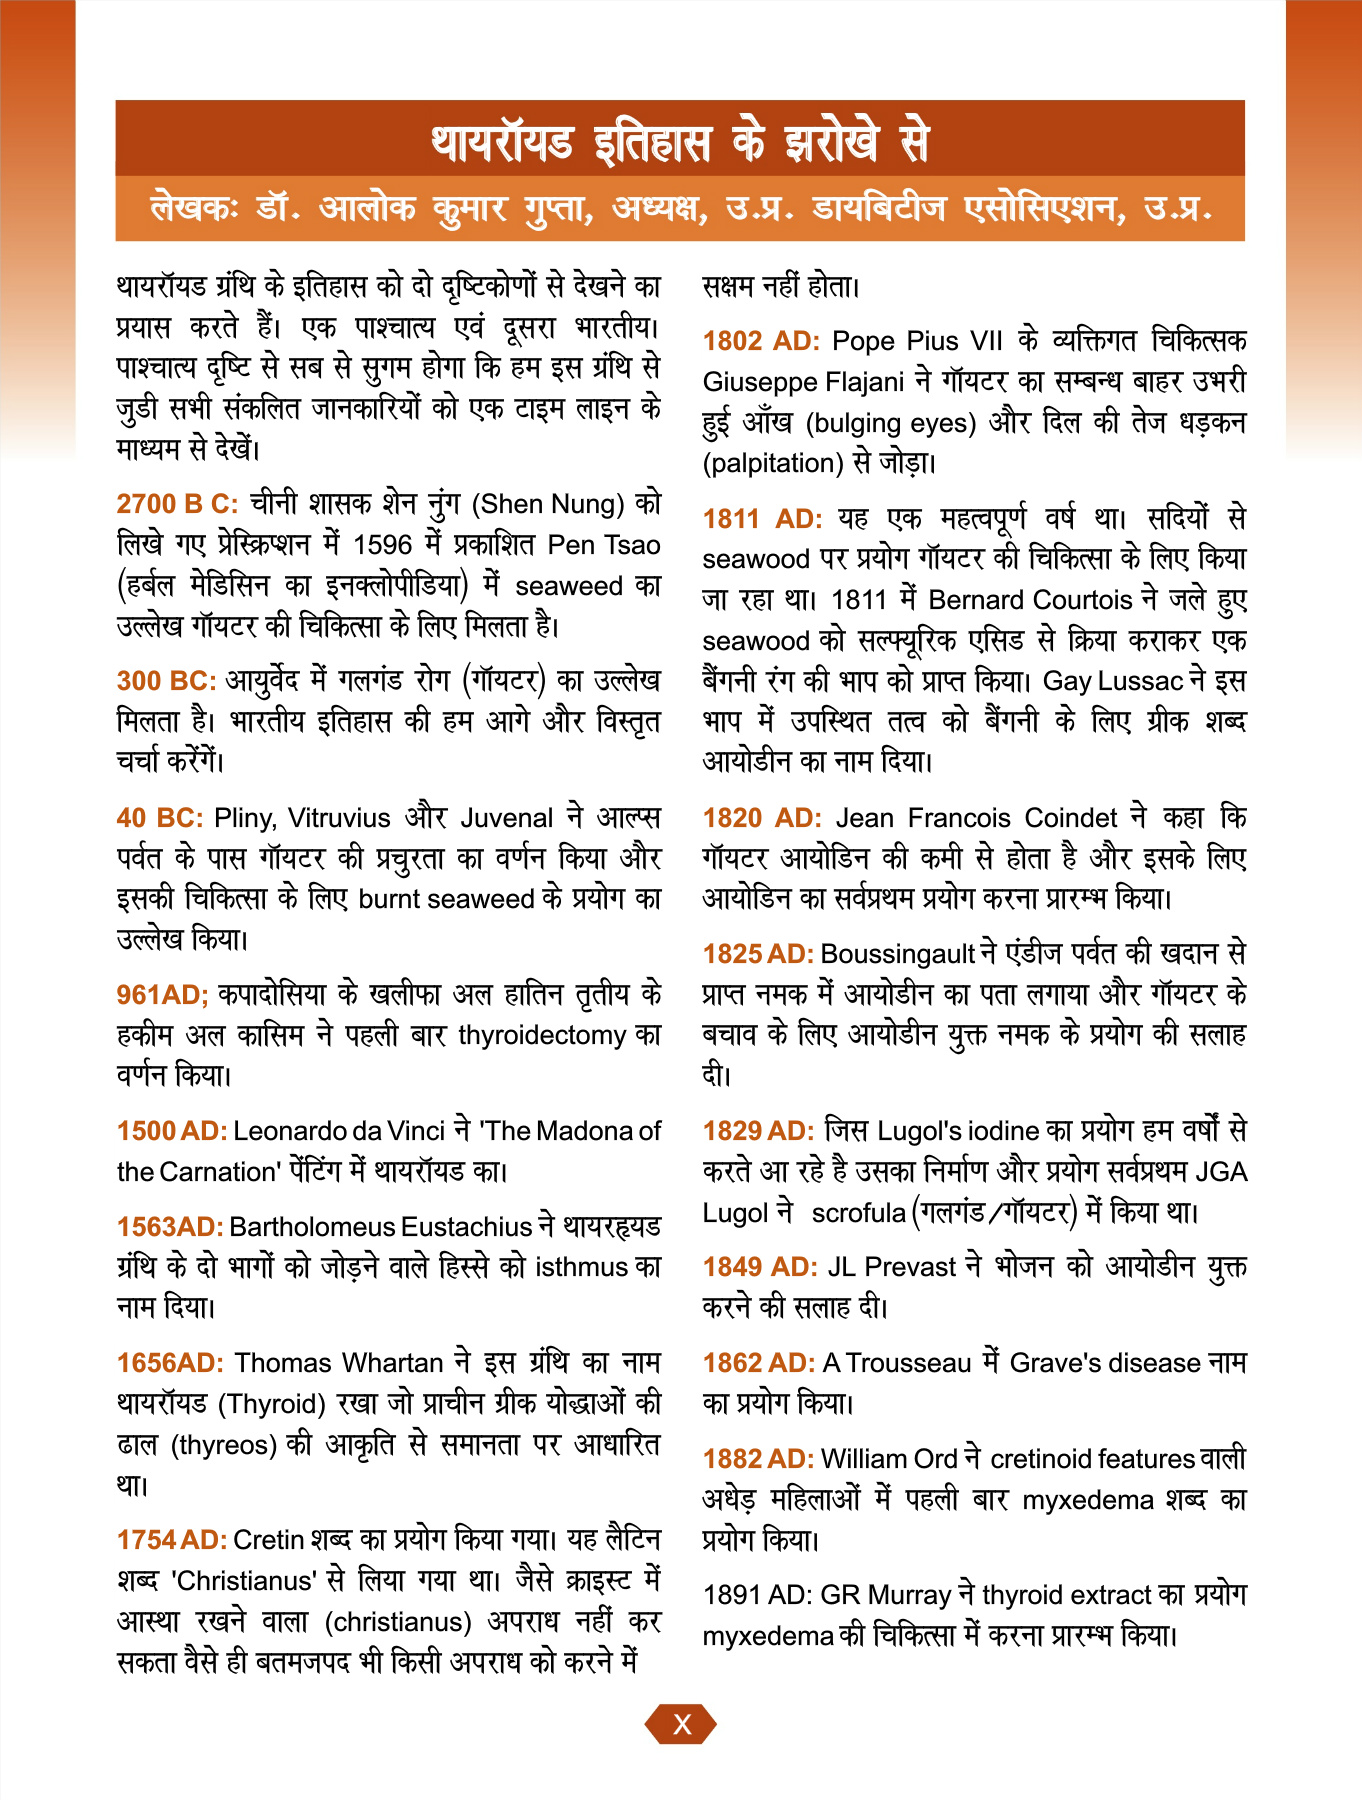 थायरॉयड इतिहास के झरोखे से
लेखकः डॉ. आलोक कुमार गुप्ता, अध्यक्ष, उ.प्र. डायबिटीज एसोसिएशन, उ.प्र.
थायरॉयड ग्रंथि के इतिहास को दो दृष्टिकोणों से देखने का
प्रयास करते हैं। एक पाश्चात्य एवं दूसरा भारतीय।
पाश्चात्य दृष्टि से सब से सुगम होगा कि हम इस ग्रंथि से
जुडी सभी संकलित जानकारियों को एक टाइम लाइन के
माध्यम से देखें।
2700 B C: चीनी शासक शेन नुंग (Shen Nung) को
लिखे गए प्रेस्क्रिप्शन में 1596 में प्रकाशित Pen Tsao
(हर्बल मेडिसिन का इनक्लोपीडिया) में seaweed का
उल्लेख गॉयटर की चिकित्सा के लिए मिलता है।
300 BC: आयुर्वेद में गलगंड रोग (गॉयटर) का उल्लेख
मिलता है। भारतीय इतिहास की हम आगे और विस्तृत
चर्चा करेंगें।
40 BC: Pliny, Vitruvius और Juvenal ने आल्प्स
पर्वत के पास गॉयटर की प्रचुरता का वर्णन किया और
इसकी चिकित्सा के लिए burnt seaweed के प्रयोग का
उल्लेख किया।
961AD; कपादोसिया के खलीफा अल हातिन तृतीय के
हकीम अल कासिम ने पहली बार thyroidectomy का
वर्णन किया।
1500 AD: Leonardo da Vinci ने 'The Madona of
the Carnation' पेंटिंग में थायरॉयड का।
1563AD: Bartholomeus Eustachius ने थायरहृयड
ग्रंथि के दो भागों को जोड़ने वाले हिस्से को isthmus का
नाम दिया।
1656AD: Thomas Whartan ने इस ग्रंथि का नाम
थायरॉयड (Thyroid) रखा जो प्राचीन ग्रीक योद्धाओं की
ढाल (thyreos) की आकृति से समानता पर आधारित
था।
1754 AD: Cretin शब्द का प्रयोग किया गया। यह लैटिन
शब्द 'Christianus' से लिया गया था। जैसे क्राइस्ट में
आस्था रखने वाला (christianus) अपराध नहीं कर
सकता वैसे ही बतमजपद भी किसी अपराध को करने में
सक्षम नहीं होता।
1802 AD: Pope Pius VII के व्यक्तिगत चिकित्सक
Giuseppe Flajani ने गॉयटर का सम्बन्ध बाहर उभरी
हुई आँख (bulging eyes) और दिल की तेज धड़कन
(palpitation) से जोड़ा।
1811 AD: यह एक महत्वपूर्ण वर्ष था। सदियों से
seawood पर प्रयोग गॉयटर की चिकित्सा के लिए किया
जा रहा था। 1811 में Bernard Courtois ने जले हुए
seawood को सल्फ्यूरिक एसिड से क्रिया कराकर एक
बैंगनी रंग की भाप को प्राप्त किया। Gay Lussac ने इस
भाप में उपस्थित तत्व को बैंगनी के लिए ग्रीक शब्द
आयोडीन का नाम दिया।
1820 AD: Jean Francois Coindet ने कहा कि
गॉयटर आयोडिन की कमी से होता है और इसके लिए
आयोडिन का सर्वप्रथम प्रयोग करना प्रारम्भ किया।
1825 AD: Boussingault ने एंडीज पर्वत की खदान से
प्राप्त नमक में आयोडीन का पता लगाया और गॉयटर के
बचाव के लिए आयोडीन युक्त नमक के प्रयोग की सलाह
दी।
1829 AD: जिस Lugol's iodine का प्रयोग हम वर्षों से
करते आ रहे है उसका निर्माण और प्रयोग सर्वप्रथम JGA
Lugol ने scrofula (गलगंड/गॉयटर) में किया था।
1849 AD: JL Prevast ने भोजन को आयोडीन युक्त
करने की सलाह दी।
1862 AD: A Trousseau में Grave's disease नाम
का प्रयोग किया।
1882 AD: William Ord ने cretinoid features वाली
अधेड़ महिलाओं में पहली बार myxedema शब्द का
प्रयोग किया।
1891 AD: GR Murray ने thyroid extract का प्रयोग
myxedema की चिकित्सा में करना प्रारम्भ किया।
X